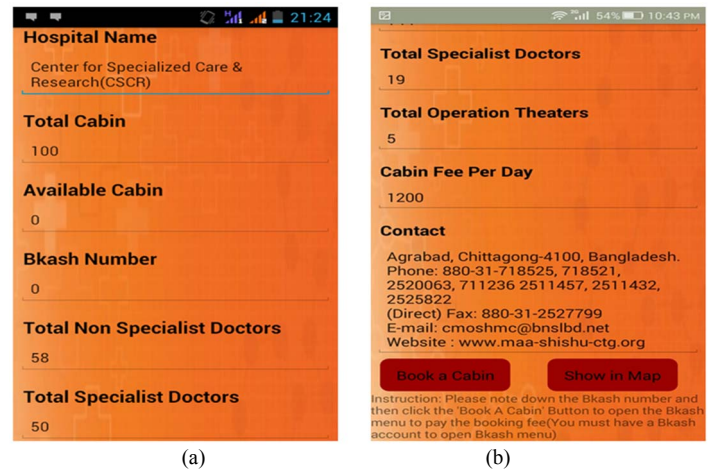 21:24
Hospital Name
Center for Specialized Care &
Research(CSCR)
Total Cabin
100
Available Cabin
0
Bkash Number
0
Total Non Specialist Doctors
58
Total Specialist Doctors
50
(a)
54% 10:43 PM
Total Specialist Doctors
19
Total Operation Theaters
5
Cabin Fee Per Day
1200
Contact
Agrabad, Chittagong-4100, Bangladesh.
Phone: 880-31-718525, 718521,
2520063, 711236 2511457, 2511432,
2525822
(Direct) Fax: 880-31-2527799
E-mail: cmoshmc@bnslbd.net
Website : www.maa-shishu-ctg.org
Book a Cabin Show in Map
Instruction: Please note down the Bkash number and
then click the 'Book A Cabin' Button to open the Bkash
menu to pay the booking fee(You must have a Bkash
account to open Bkash menu)
(b)